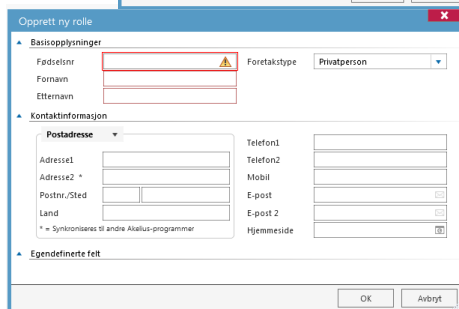 Opprett ny rolle
Basisopplysninger
Fødselsnr
Foretakstype
Privatperson
Fornavn
Etternavn
Kontaktinformasjon
Postadresse
Adresse1
Adresse2 *
Postnr./Sted
Land
* = Synkroniseres til andre Akelius-programmer
Telefon1
Telefon2
Mobil
E-post
E-post 2
Hjemmeside
Egendefinerte felt
OK
Avbryt